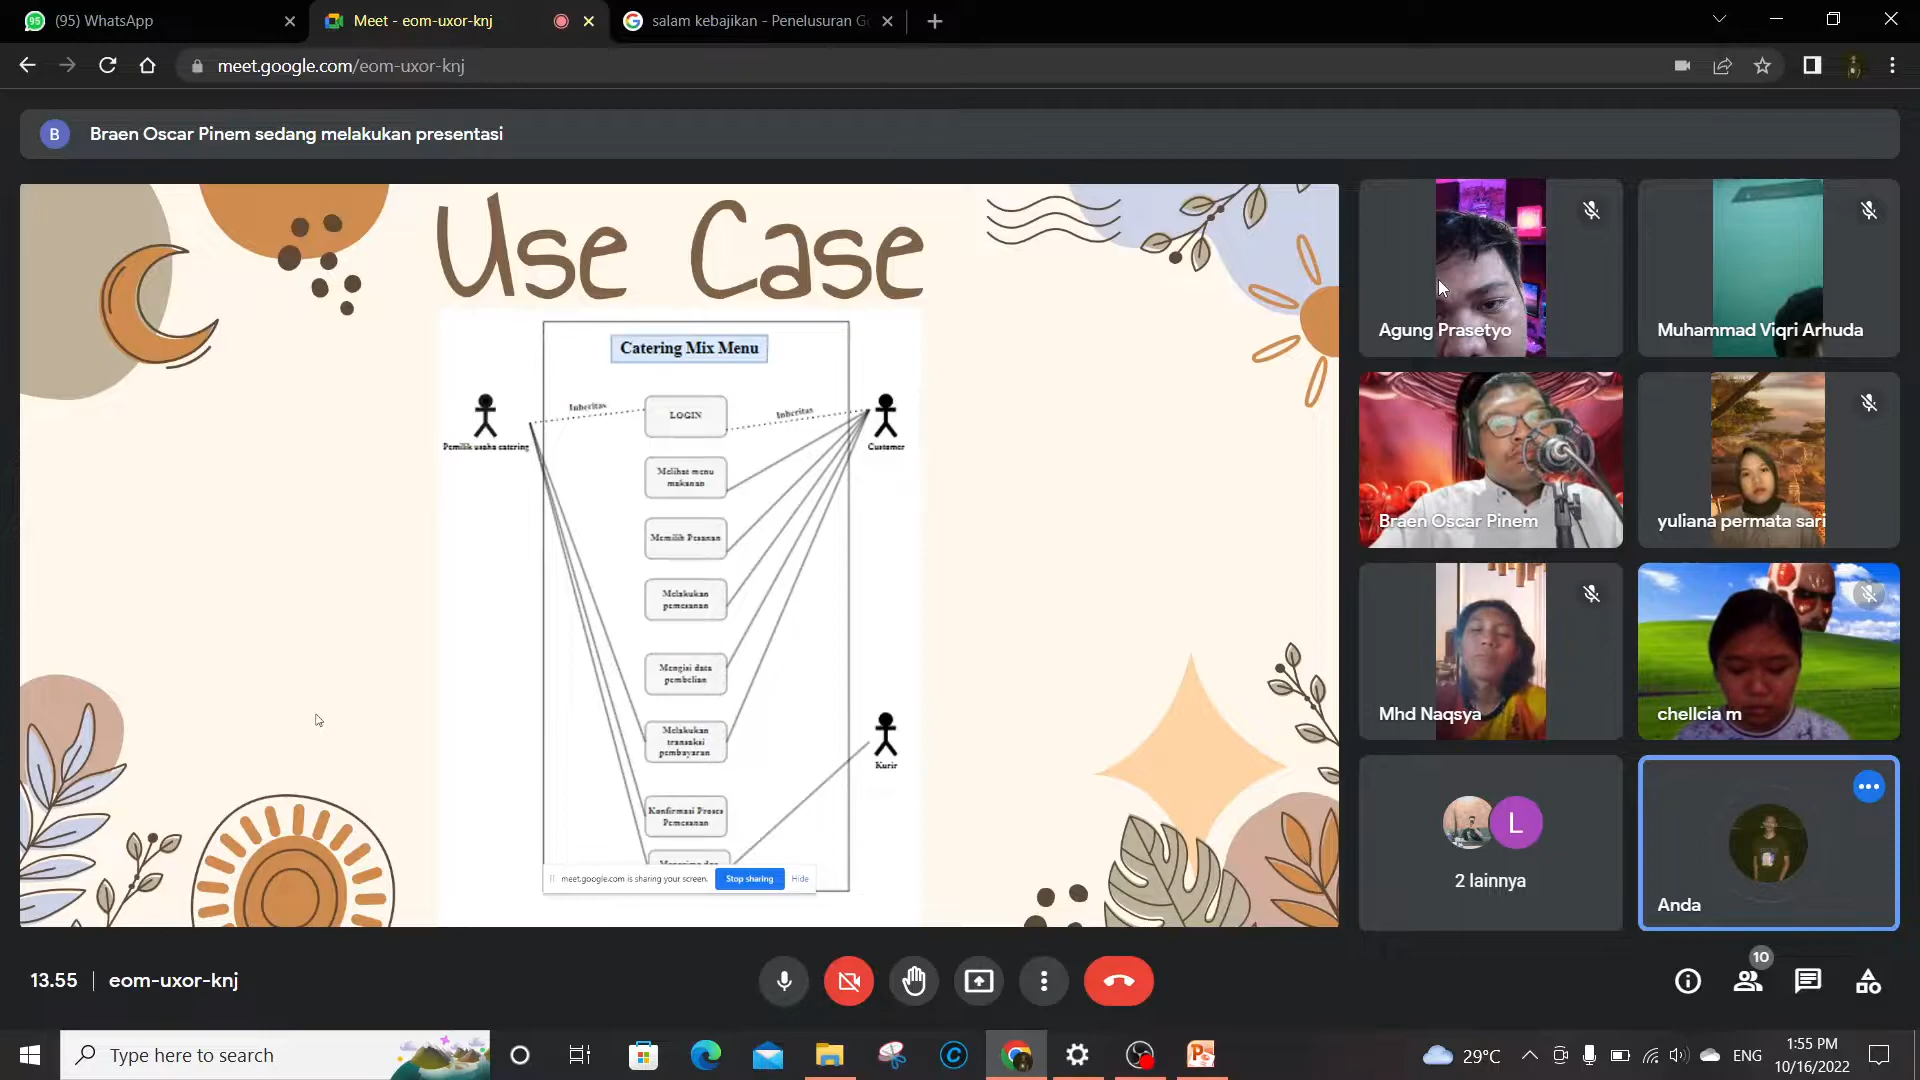 (95) WhatsApp
Meet - eom-uxor-knj
salam kebajikan - Penelusuran G
meet.google.com/eom-uxor-knj
B
Braen Oscar Pinem sedang melakukan presentasi
Use Case
Catering Mix Menu
Inheritas
LOGIN
Inheritas
Pemilik usaha catering
Customer
Melihat menu
makanan
Memilih Pesanan
Melakukan
pemesanan
Mengisi data
pembelian
Melakukan
transaksi
pembayaran
Kurir
Konfirmasi Proses
Pemesanan
meet.google.com is sharing your screen.
Stop sharing
Hide
Agung Prasetyo
Muhammad Viqri Arhuda
Braen Oscar Pinem
yuliana permata sari
Mhd Naqsya
chellcia m
L
2 lainnya
Anda
13.55
eom-uxor-knj
10
Type here to search
29°C
ENG
1:55 PM
10/16/2022